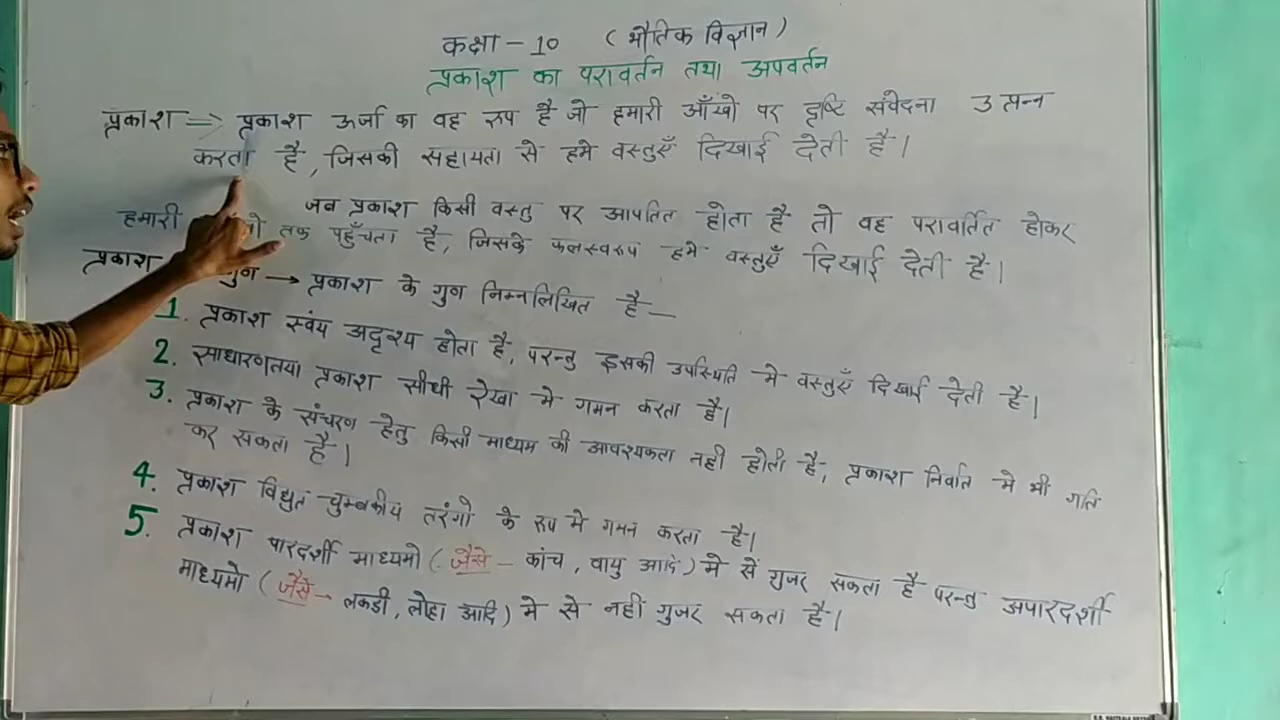 कक्षा - 10 (भौतिक विज्ञान)
प्रकाश का परावर्तन तथा अपवर्तन
प्रकाश => प्रकाश ऊर्जा का वह रूप है जो हमारी आँखो पर दृष्टि संवेदना उत्पन्न
करता है, जिसकी सहायता से हमे वस्तुएँ दिखाई देती है।
जब प्रकाश किसी वस्तु पर आपतित होता है तो वह परावर्तित होकर
हमारी तक पहुँचता है, जिसके फलस्वरूप हमे वस्तुएँ दिखाई देती है।
प्रकाश गुण → प्रकाश के गुण निम्नलिखित है—
1. प्रकाश स्वंय अदृश्य होता है, परन्तु इसकी उपस्थिति मे वस्तुएँ दिखाई देती है।
2. साधारणतया प्रकाश सीधी रेखा मे गमन करता है।
3. प्रकाश के संचरण हेतु किसी माध्यम की आवश्यकता नही होती है, प्रकाश निर्वात मे भी गति
कर सकता है।
4. प्रकाश विद्युत चुम्बकीय तरंगो के रूप मे गमन करता है।
5. प्रकाश पारदर्शी माध्यमो (जैसे - कांच, वायु आदि) मे सें गुजर सकता है परन्तु अपारदर्शी
माध्यमो (जैसे- लकडी, लोहा आदि) मे से नही गुजर सकता है।